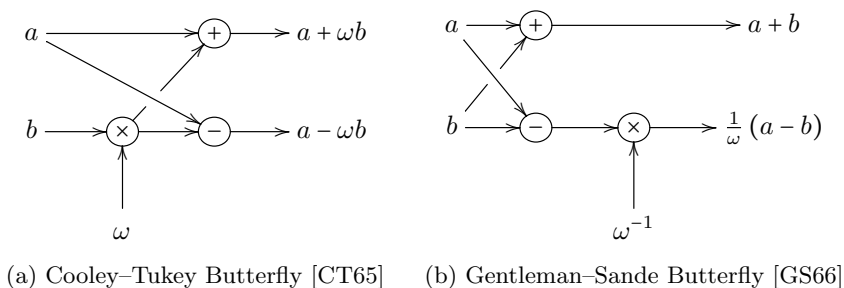 a + a + ωb
b × − a − ωb
ω
(a) Cooley–Tukey Butterfly [CT65]
a + a + b
b − × 1/ω (a − b)
ω⁻¹
(b) Gentleman–Sande Butterfly [GS66]